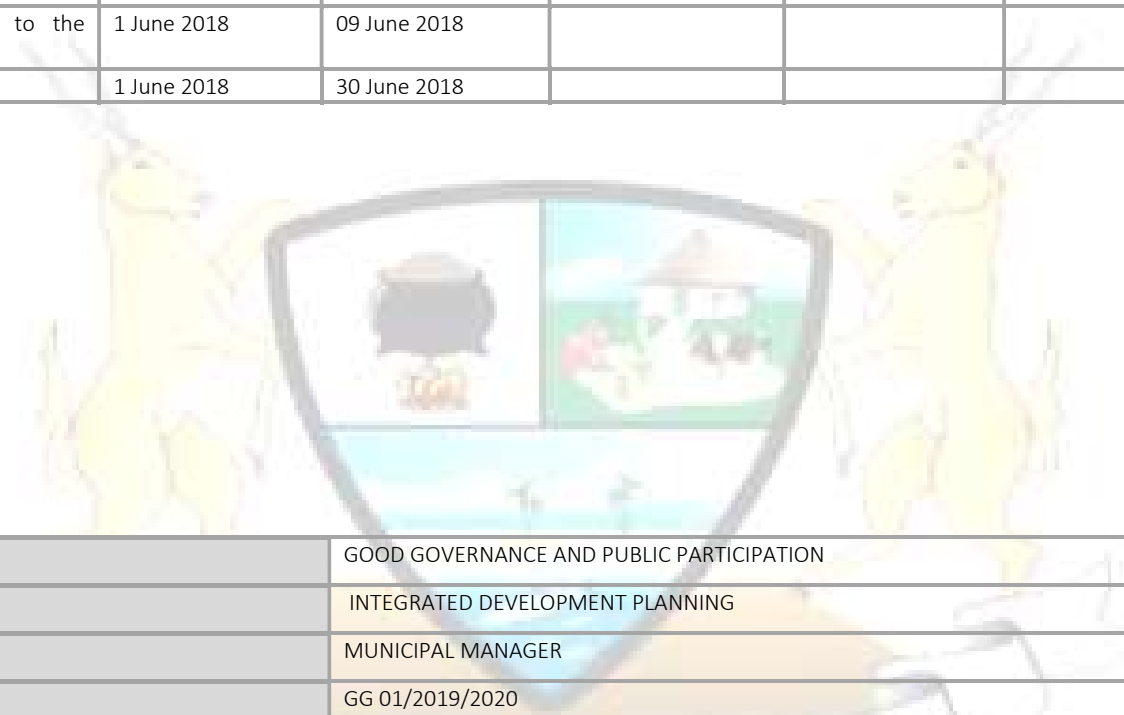 to the 1 June 2018 09 June 2018
1 June 2018 30 June 2018
GOOD GOVERNANCE AND PUBLIC PARTICIPATION
INTEGRATED DEVELOPMENT PLANNING
MUNICIPAL MANAGER
GG 01/2019/2020